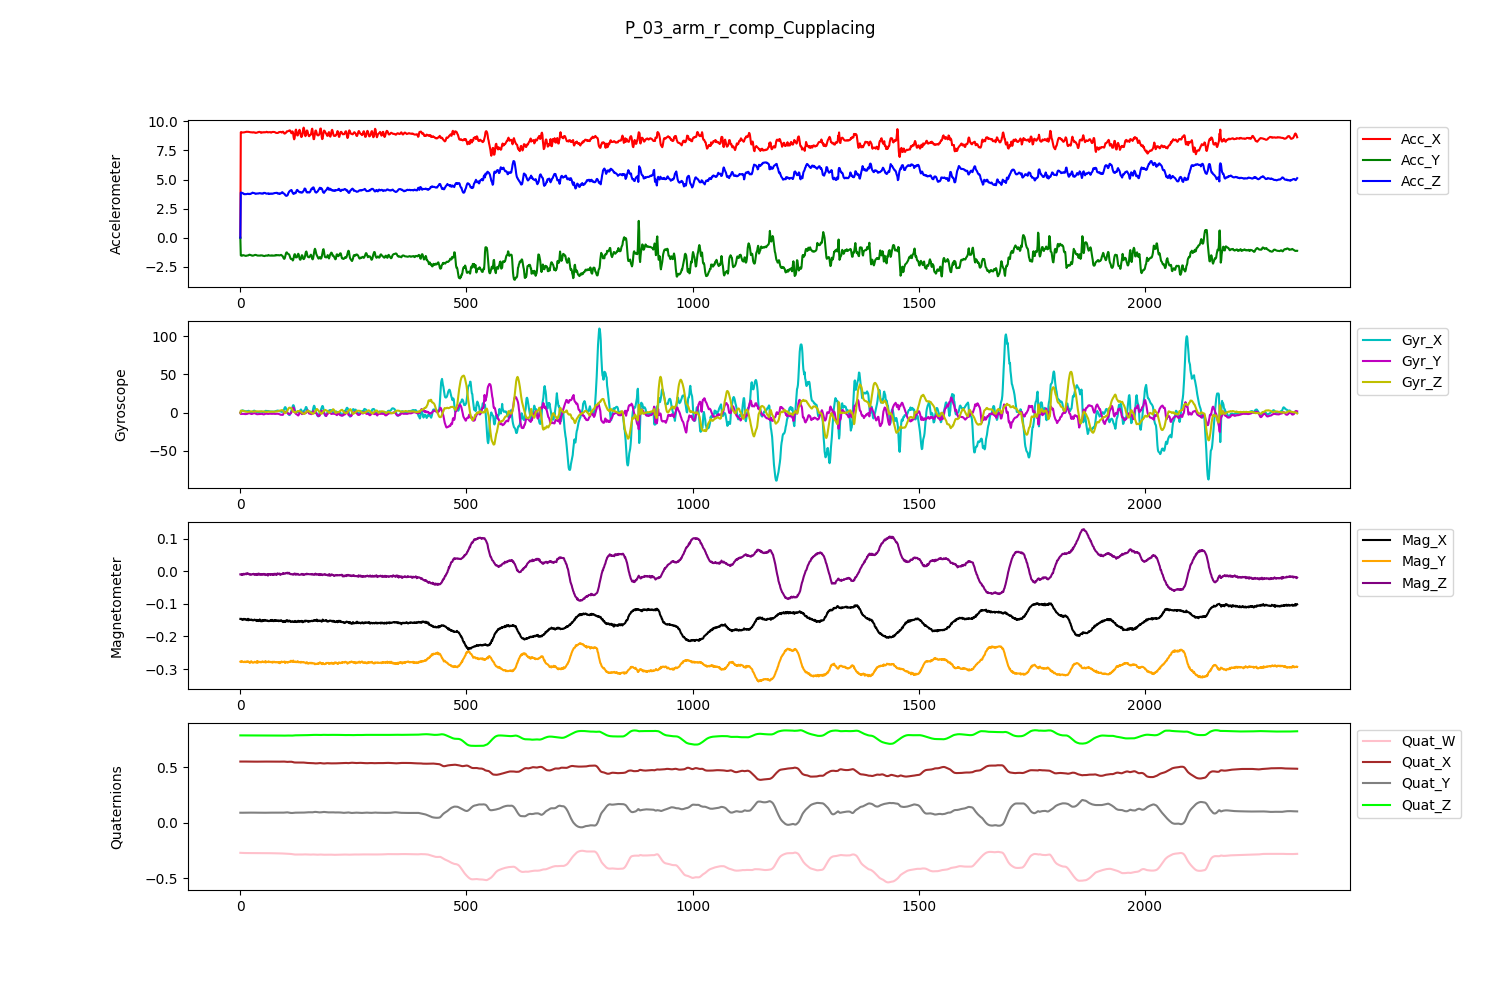 P_03_arm_r_comp_Cupplacing
Accelerometer
10.0
7.5
5.0
2.5
0.0
−2.5
0 500 1000 1500 2000
Acc_X
Acc_Y
Acc_Z
Gyroscope
100
50
0
−50
0 500 1000 1500 2000
Gyr_X
Gyr_Y
Gyr_Z
Magnetometer
0.1
0.0
−0.1
−0.2
−0.3
0 500 1000 1500 2000
Mag_X
Mag_Y
Mag_Z
Quaternions
0.5
0.0
−0.5
0 500 1000 1500 2000
Quat_W
Quat_X
Quat_Y
Quat_Z